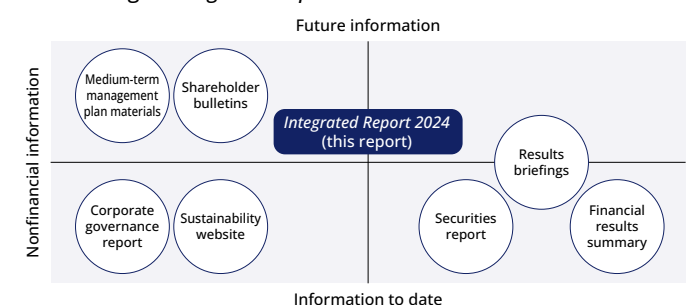 Future information
Nonfinancial information
Medium-term
management
plan materials
Shareholder
bulletins
Integrated Report 2024
(this report)
Results
briefings
Corporate
governance
report
Sustainability
website
Securities
report
Financial
results
summary
Information to date